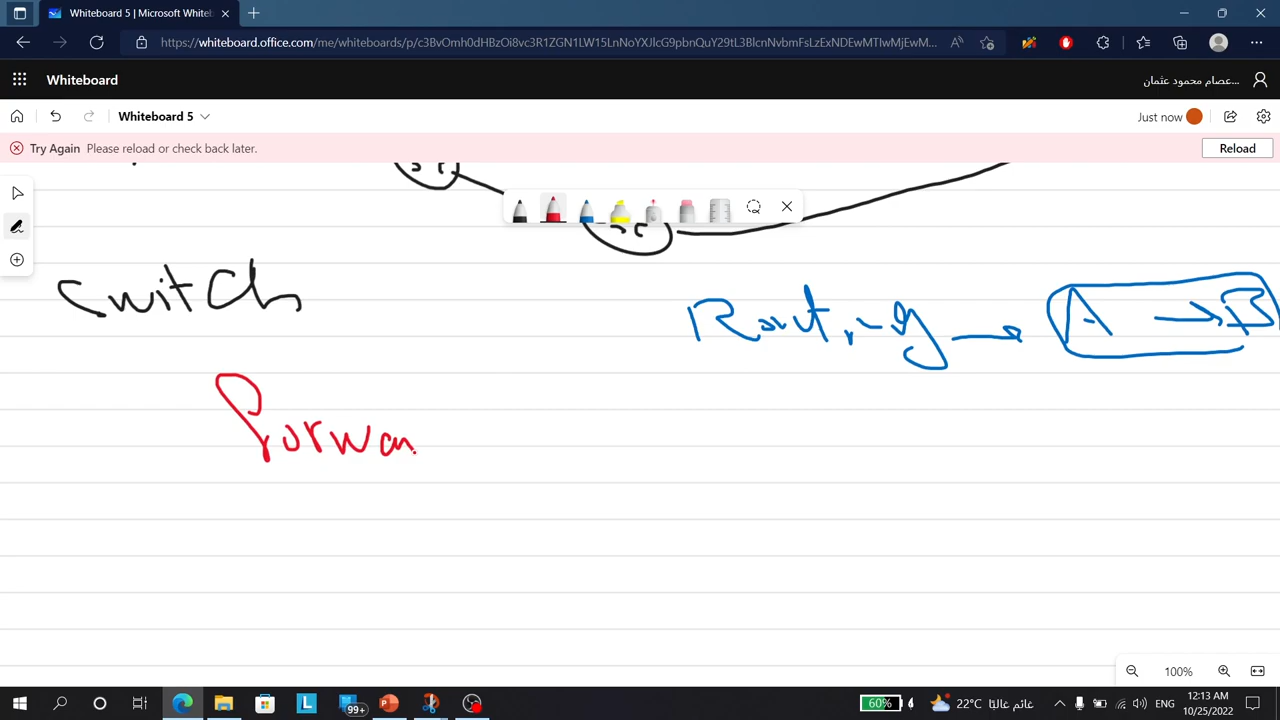 Whiteboard 5 | Microsoft Whiteb
https://whiteboard.office.com/me/whiteboards/p/c3BvOmh0dHBzOi8vc3R1ZGN1LW15LnNoYXJlcG9pbnQuY29tL3BlcnNvbmFsLzExNDEwMTIwMjEwM...
Whiteboard
عصام محمود عثمان...
Whiteboard 5
Just now
Try Again Please reload or check back later.
Reload
Switch
Routing → A → B
Forwar
100%
L
99+
60%
22°C غائم غالبًا
ENG
12:13 AM
10/25/2022